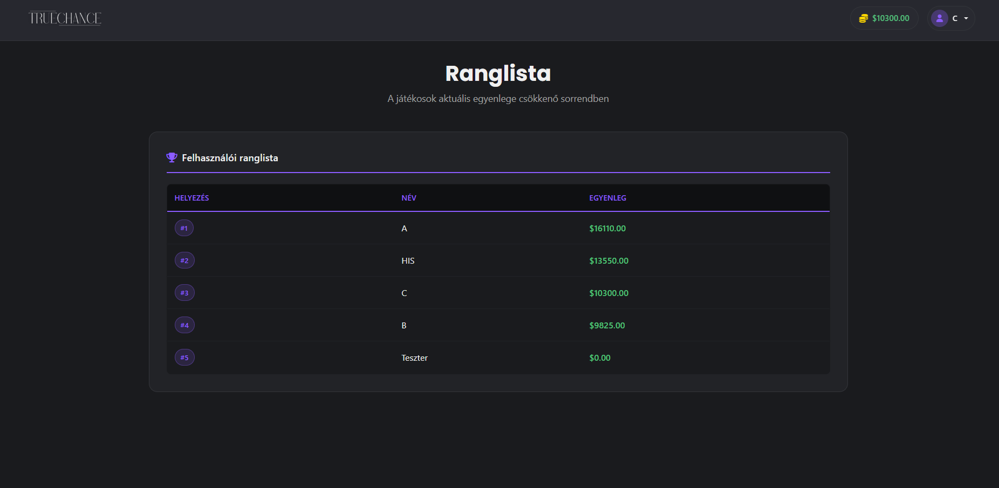 TRUECHANCE
$10300.00
C
Ranglista
A játékosok aktuális egyenlege csökkenő sorrendben
Felhasználói ranglista
HELYEZÉS NÉV EGYENLEG
#1 A $16110.00
#2 HIS $13550.00
#3 C $10300.00
#4 B $9825.00
#5 Teszter $0.00